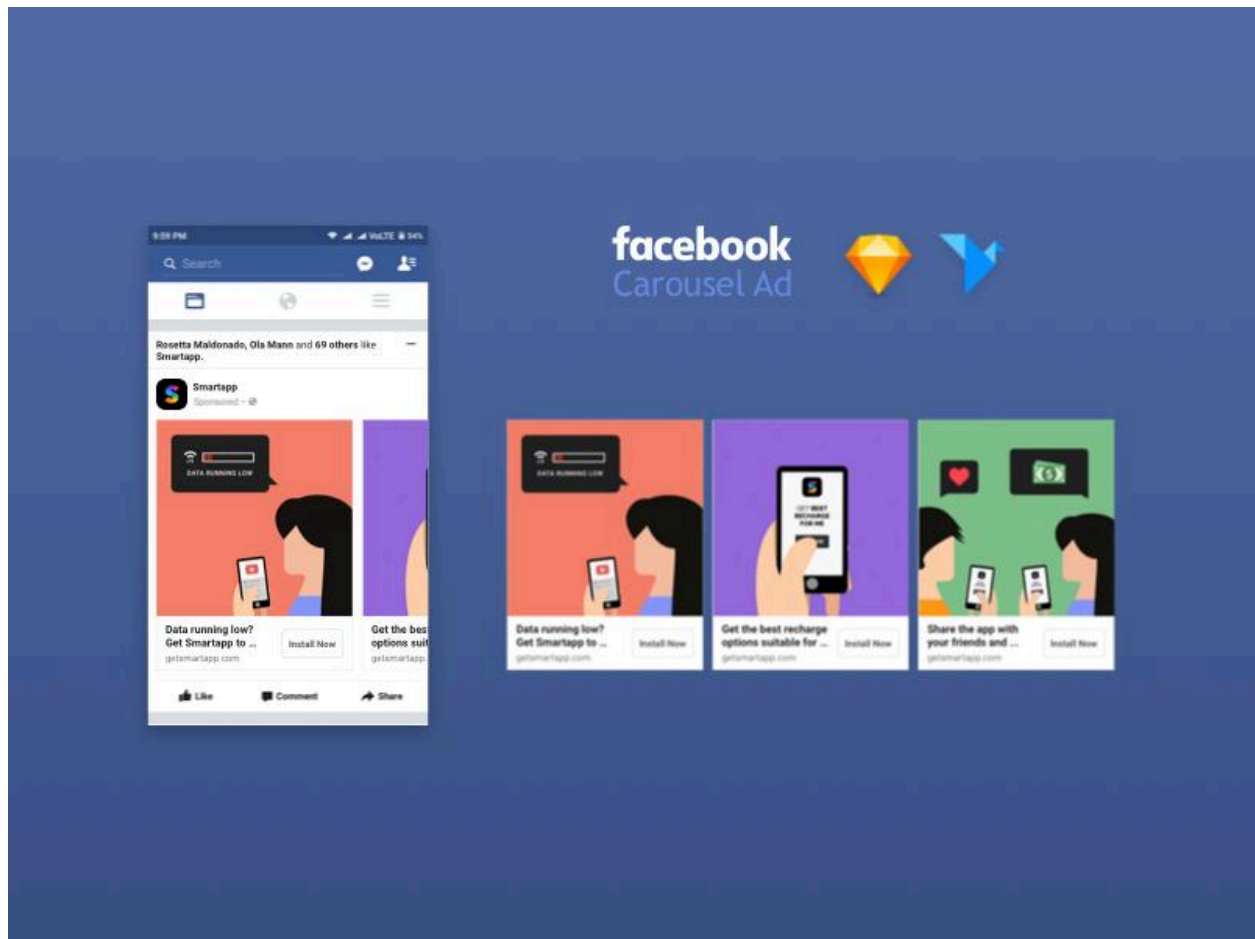 9:59 PM
VoLTE 54%
Search
Rosetta Maldonado, Ola Mann and 69 others like
Smartapp.
Smartapp
Sponsored
DATA RUNNING LOW
Data running low?
Get Smartapp to ...
getsmartapp.com
Install Now
Get the bes
options suit
getsmartapp.
Like
Comment
Share
facebook
Carousel Ad
DATA RUNNING LOW
Data running low?
Get Smartapp to ...
getsmartapp.com
Install Now
S
GET BEST
RECHARGE
FOR ME
Get the best recharge
options suitable for ...
getsmartapp.com
Install Now
$
Share the app with
your friends and ...
getsmartapp.com
Install Now